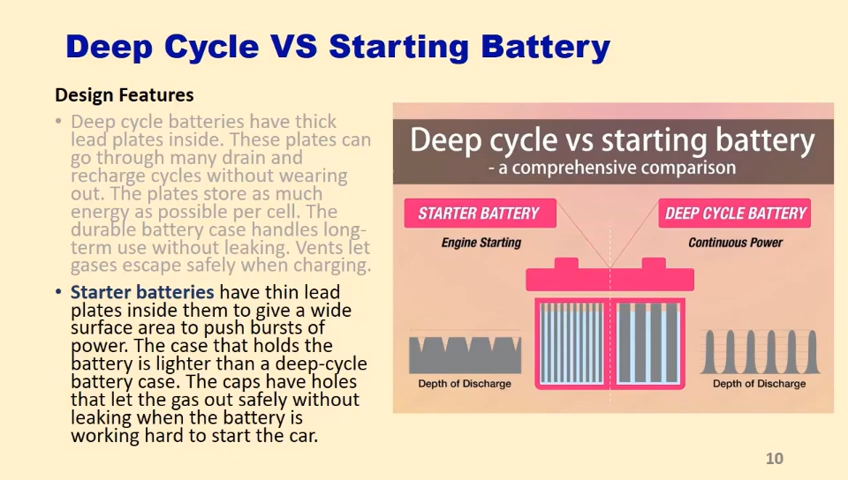 Deep Cycle VS Starting Battery
Design Features
• Deep cycle batteries have thick
lead plates inside. These plates can
go through many drain and
recharge cycles without wearing
out. The plates store as much
energy as possible per cell. The
durable battery case handles long-
term use without leaking. Vents let
gases escape safely when charging.
• Starter batteries have thin lead
plates inside them to give a wide
surface area to push bursts of
power. The case that holds the
battery is lighter than a deep-cycle
battery case. The caps have holes
that let the gas out safely without
leaking when the battery is
working hard to start the car.
Deep cycle vs starting battery
- a comprehensive comparison
STARTER BATTERY
DEEP CYCLE BATTERY
Engine Starting
Continuous Power
Depth of Discharge
Depth of Discharge
10